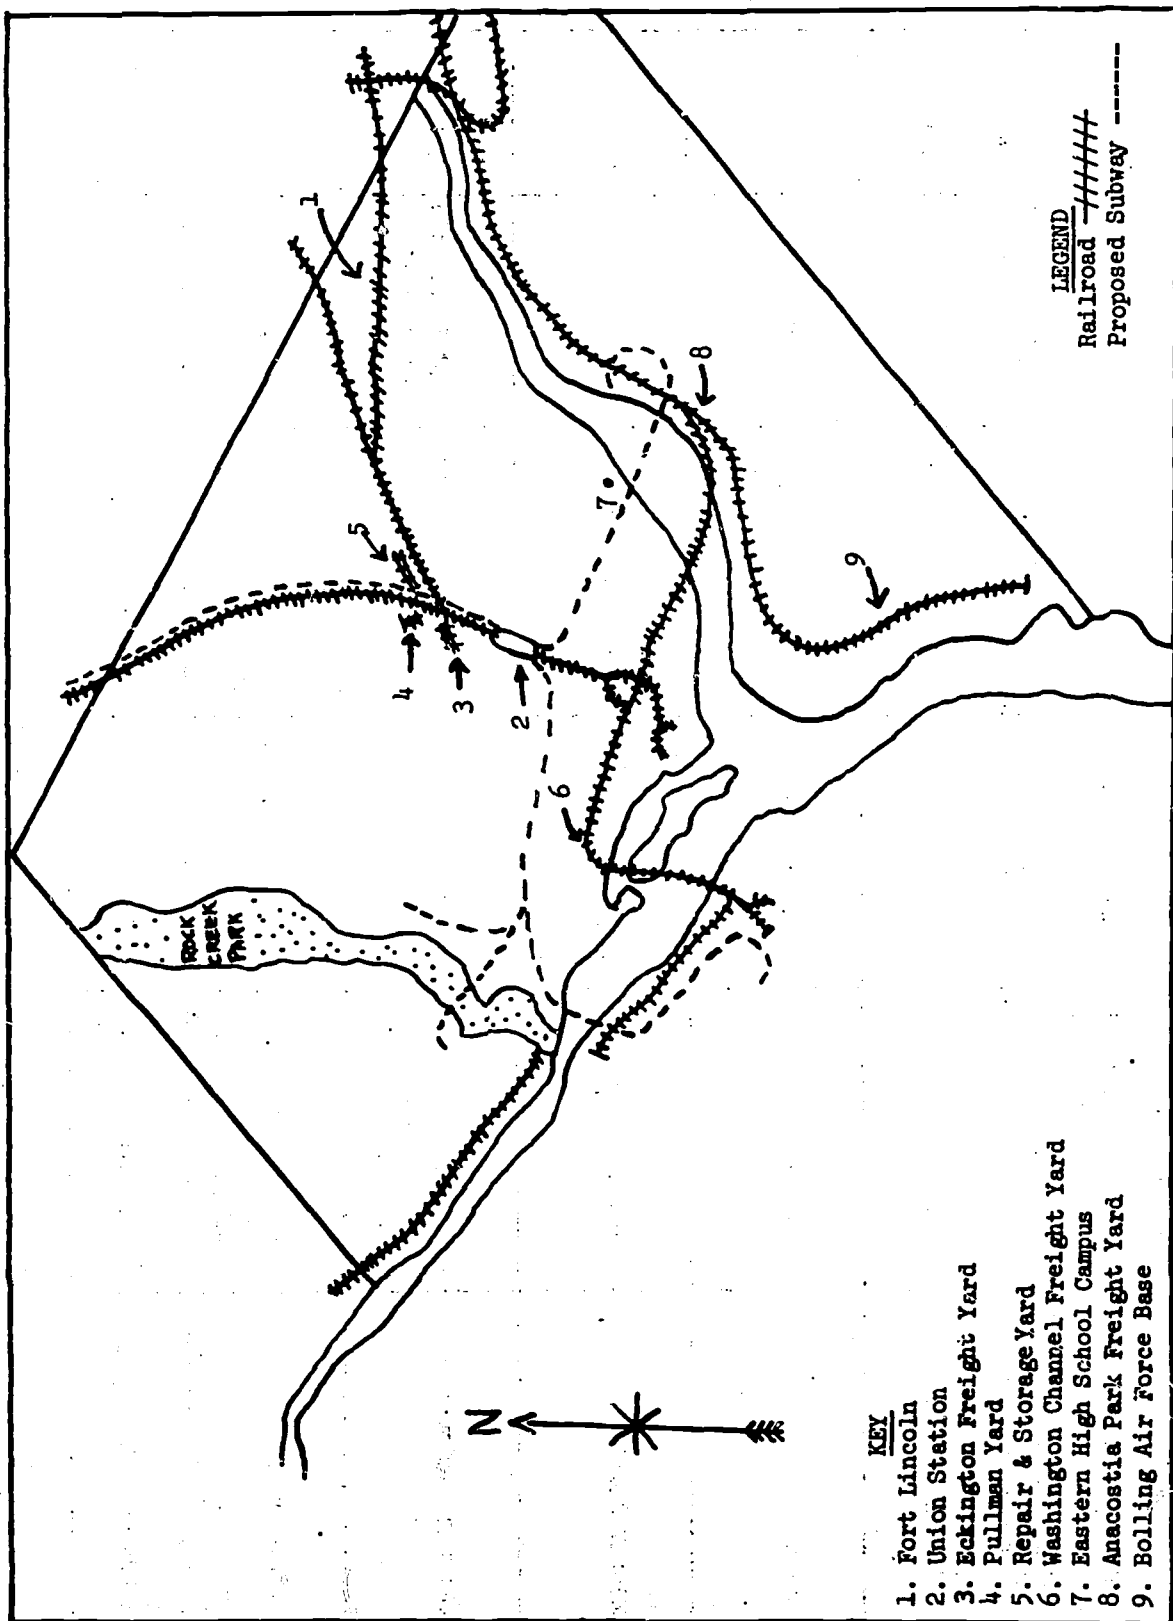 1
5
4
3
2
ROCK
CREEK
PARK
6
7
8
9
N
KEY
1. Fort Lincoln
2. Union Station
3. Eckington Freight Yard
4. Pullman Yard
5. Repair & Storage Yard
6. Washington Channel Freight Yard
7. Eastern High School Campus
8. Anacostia Park Freight Yard
9. Bolling Air Force Base
LEGEND
Railroad
Proposed Subway ------